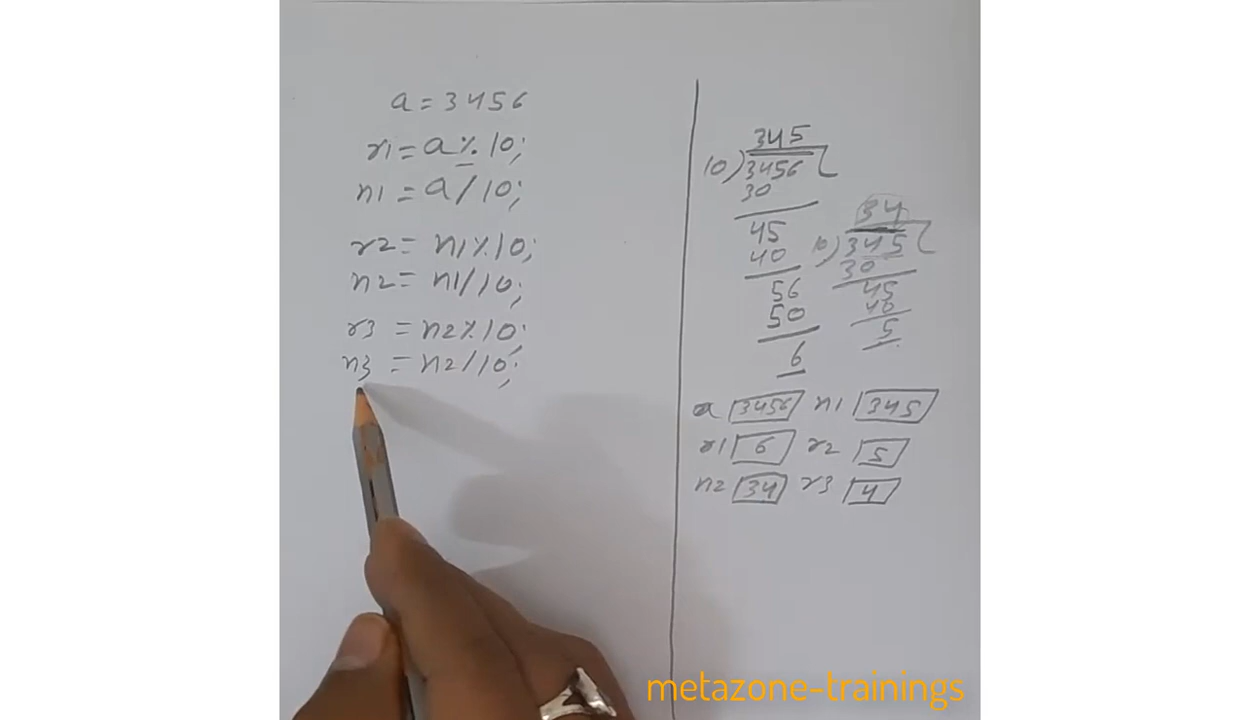 a = 3456
r1 = a % 10;
n1 = a / 10;
r2 = n1 % 10;
n2 = n1 / 10;
r3 = n2 % 10;
n3 = n2 / 10;
345
10) 3456 (
30
45
40
56
50
6
34
10) 345 (
30
45
40
5
a 3456 n1 345
r1 6 r2 5
n2 34 r3 4
metazone-trainings